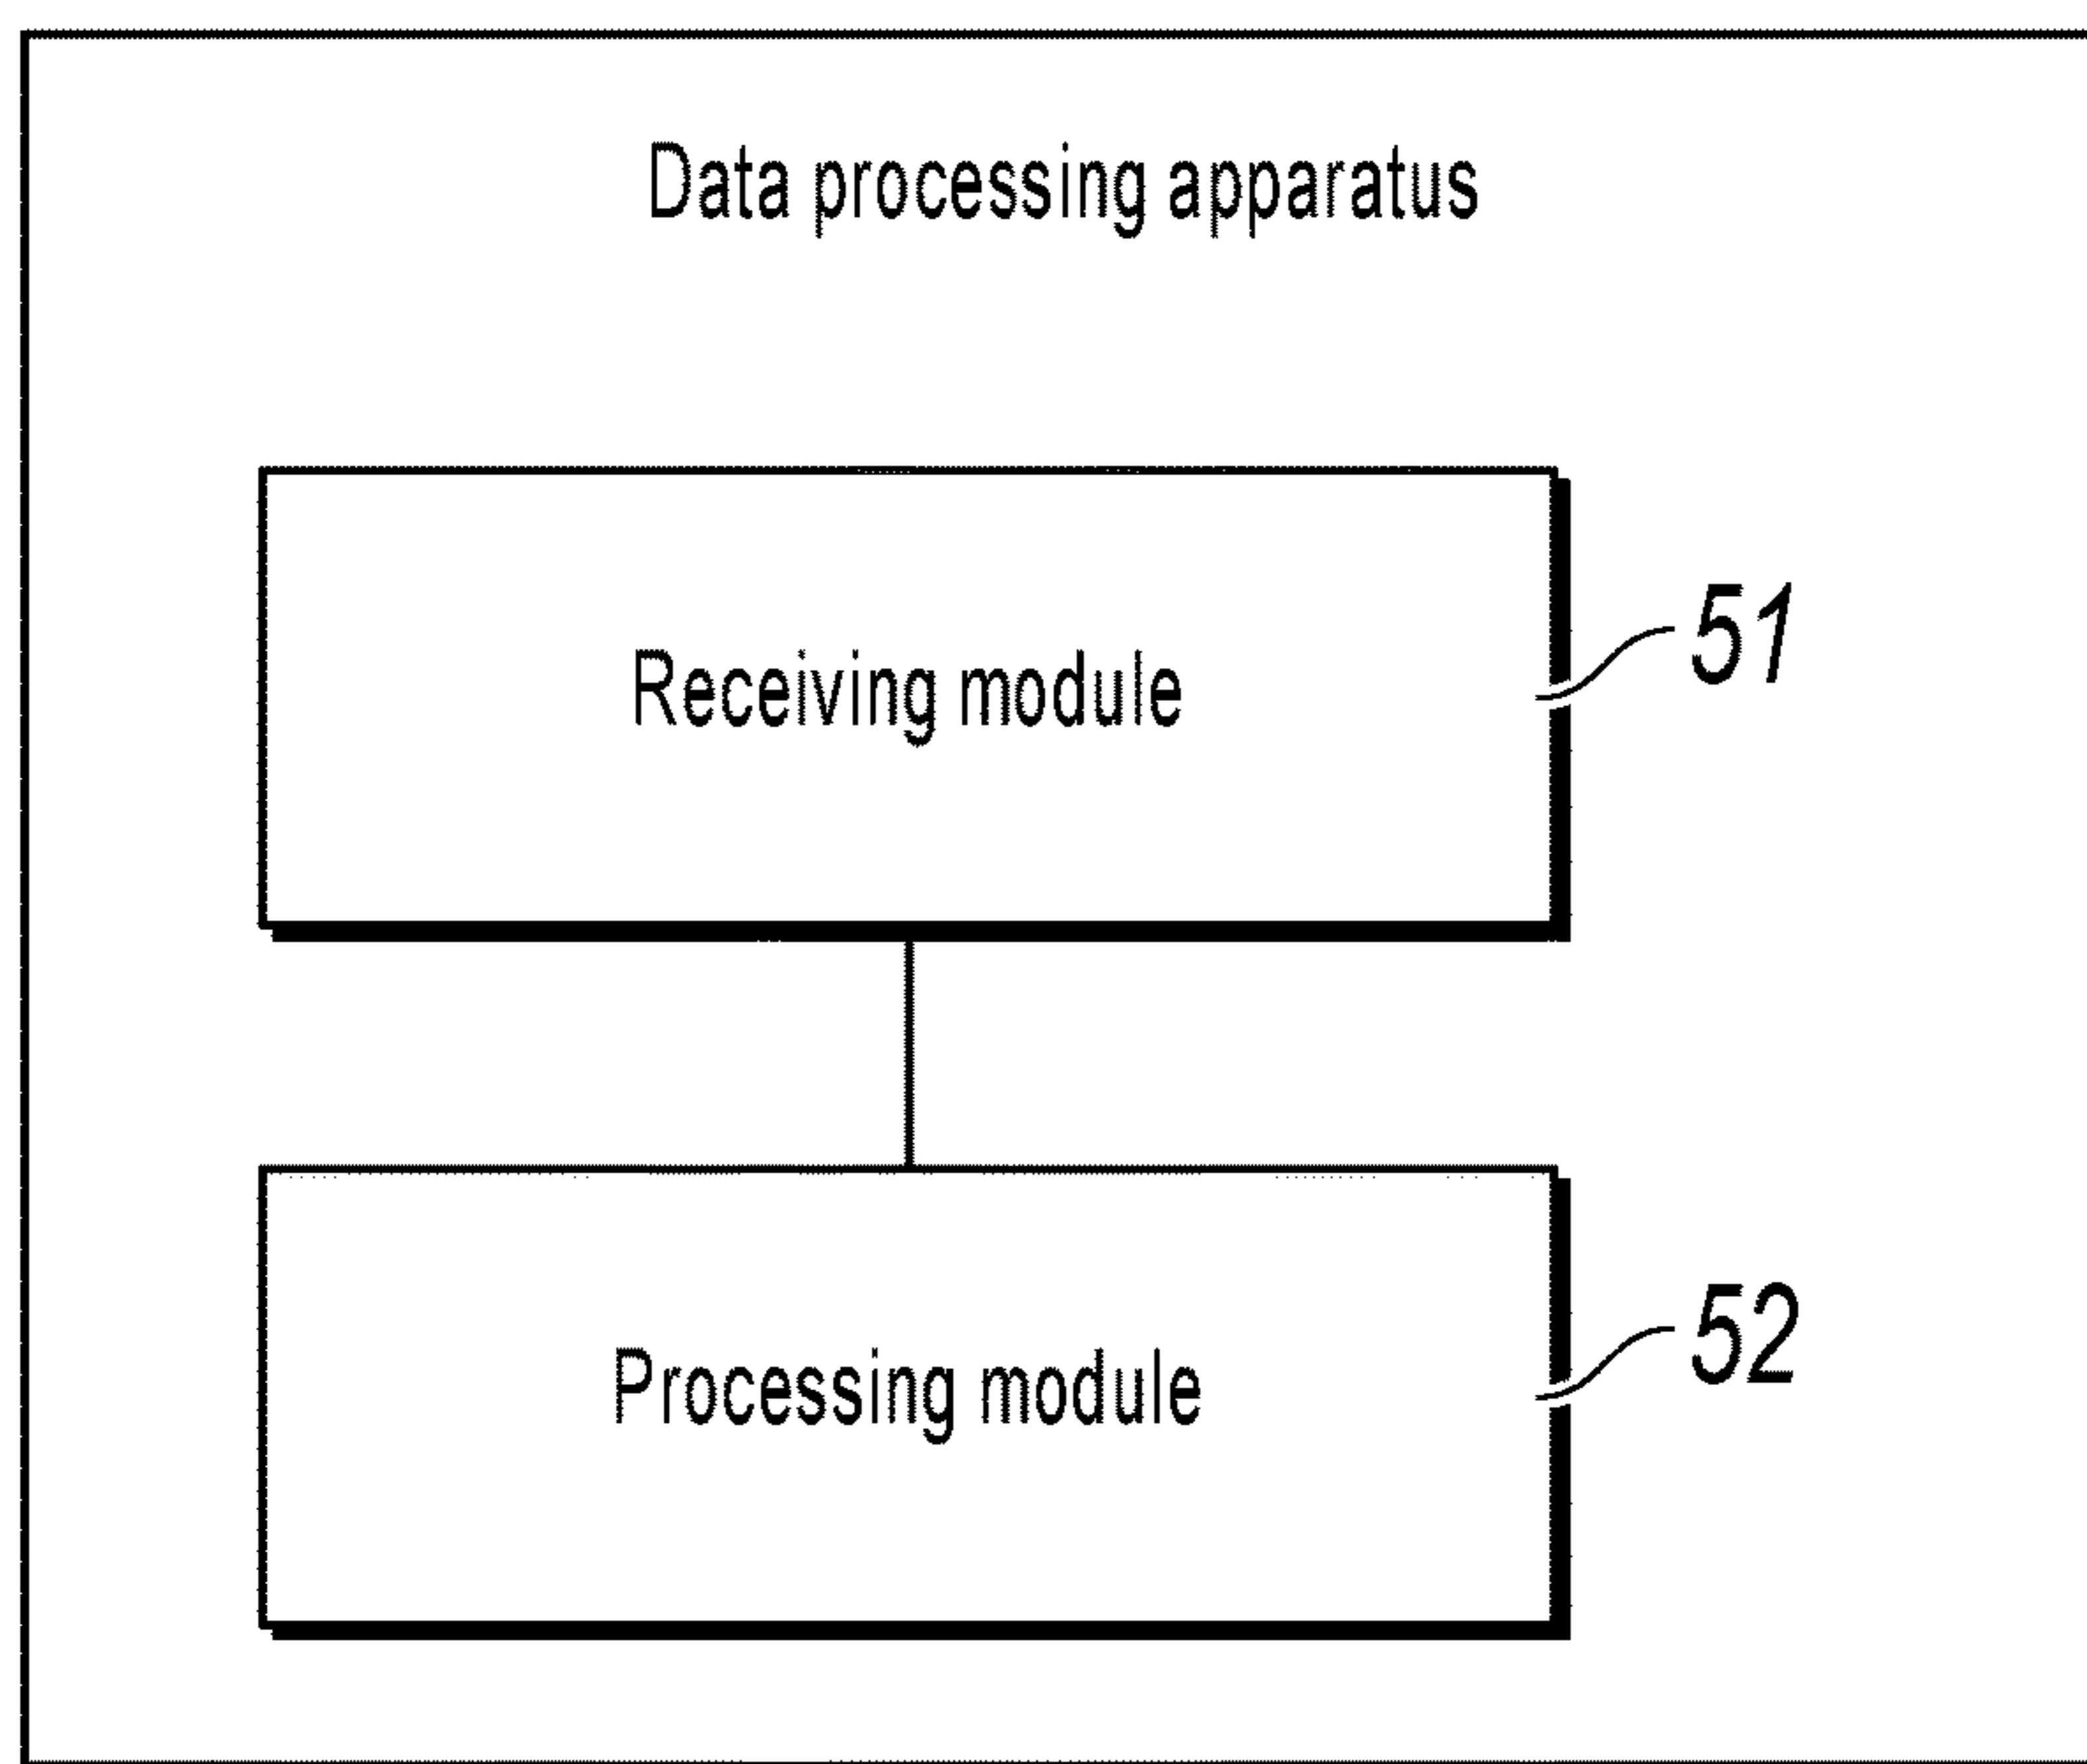 Data processing apparatus
Receiving module
51
Processing module
52